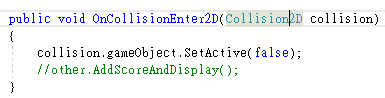 public void OnCollisionEnter2D(Collision2D collision)
{
    collision.gameObject.SetActive(false);
    //other.AddScoreAndDisplay();
}